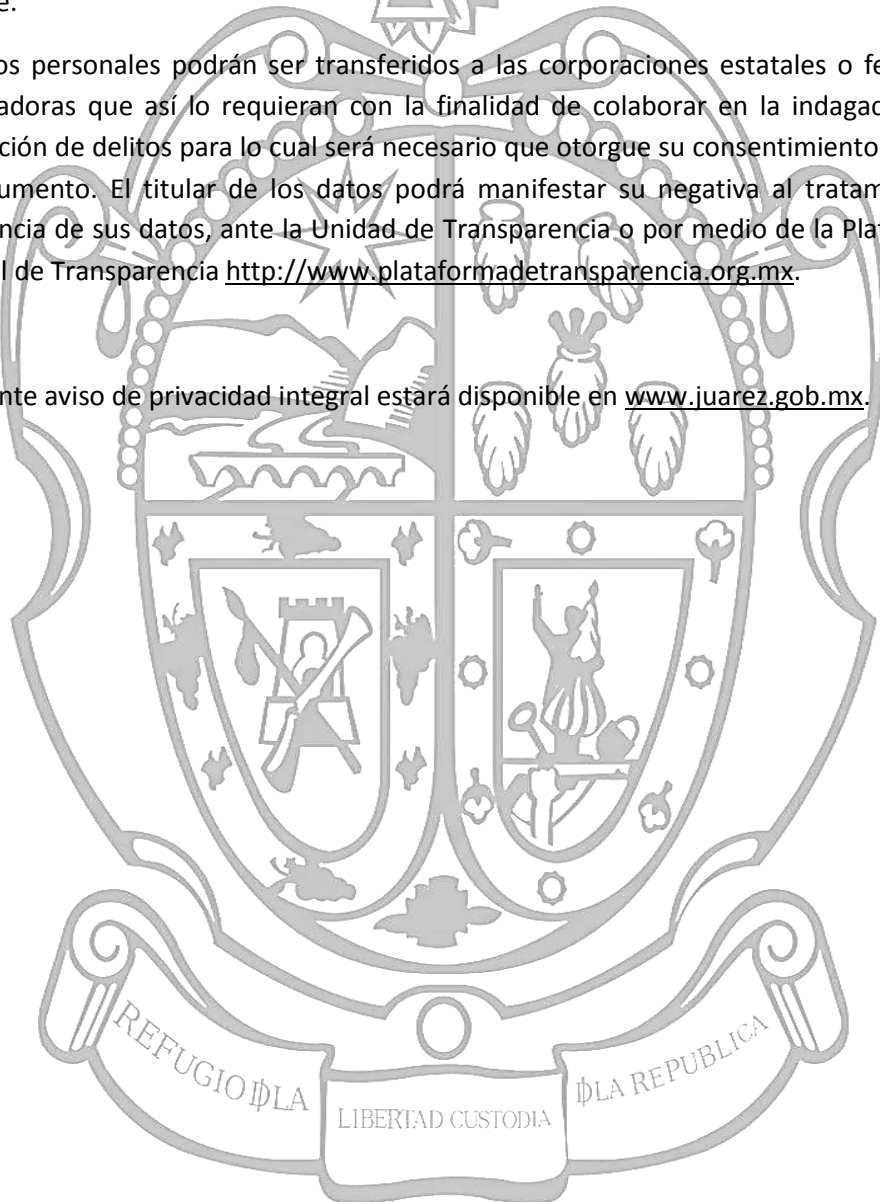 e.
os personales podrán ser transferidos a las corporaciones estatales o fe
adoras que así lo requieran con la finalidad de colaborar en la indagac
ción de delitos para lo cual será necesario que otorgue su consentimiento
umento. El titular de los datos podrá manifestar su negativa al tratam
ncia de sus datos, ante la Unidad de Transparencia o por medio de la Plat
l de Transparencia http://www.plataformadetransparencia.org.mx.
nte aviso de privacidad integral estará disponible en www.juarez.gob.mx.
REFUGIO DLA
LIBERTAD CUSTODIA
DLA REPUBLICA